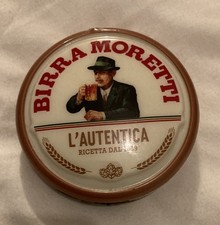 BIRRA MORETTI
L'AUTENTICA
RICETTA DAL